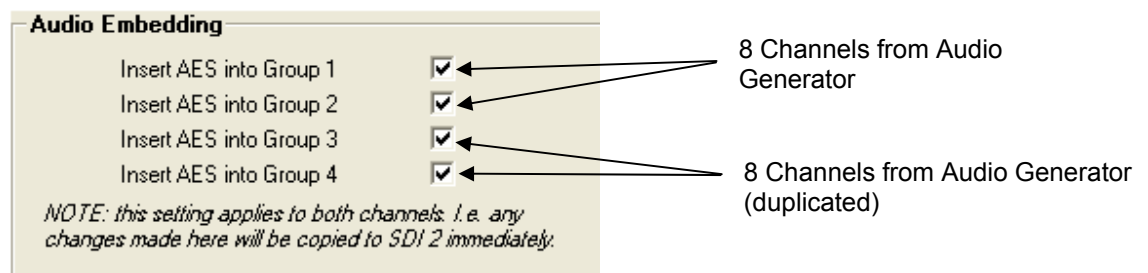 Audio Embedding
Insert AES into Group 1
Insert AES into Group 2
Insert AES into Group 3
Insert AES into Group 4
NOTE: this setting applies to both channels. I.e. any
changes made here will be copied to SDI 2 immediately.
8 Channels from Audio
Generator
8 Channels from Audio Generator
(duplicated)